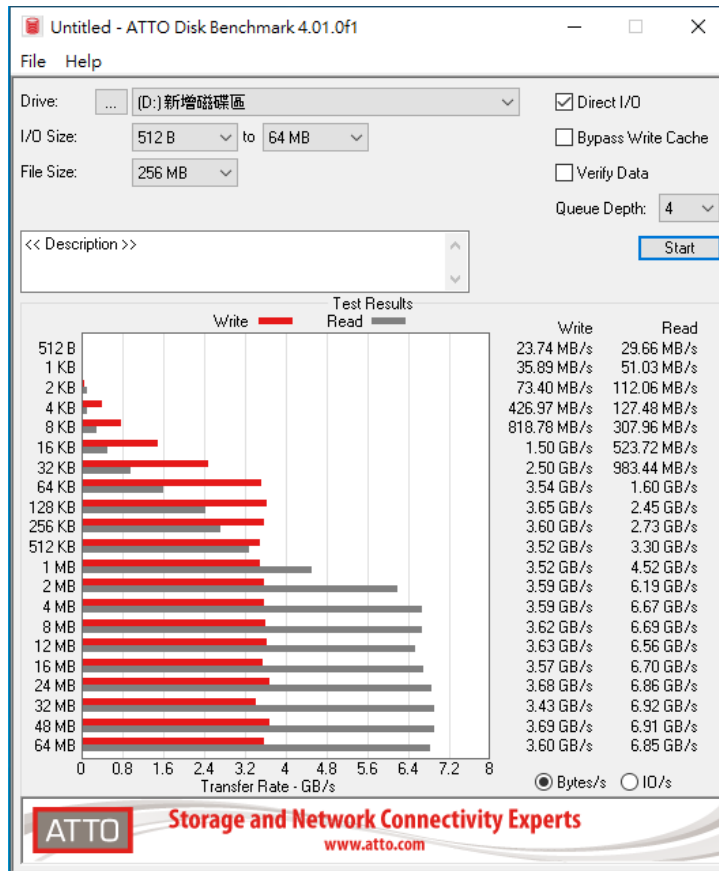 Untitled - ATTO Disk Benchmark 4.01.0f1
File Help
Drive: ... (D:)新增磁碟區 Direct I/O
I/O Size: 512 B to 64 MB Bypass Write Cache
File Size: 256 MB Verify Data
Queue Depth: 4
<< Description >> Start
Test Results
Write Read Write Read
512 B 23.74 MB/s 29.66 MB/s
1 KB 35.89 MB/s 51.03 MB/s
2 KB 73.40 MB/s 112.06 MB/s
4 KB 426.97 MB/s 127.48 MB/s
8 KB 818.78 MB/s 307.96 MB/s
16 KB 1.50 GB/s 523.72 MB/s
32 KB 2.50 GB/s 983.44 MB/s
64 KB 3.54 GB/s 1.60 GB/s
128 KB 3.65 GB/s 2.45 GB/s
256 KB 3.60 GB/s 2.73 GB/s
512 KB 3.52 GB/s 3.30 GB/s
1 MB 3.52 GB/s 4.52 GB/s
2 MB 3.59 GB/s 6.19 GB/s
4 MB 3.59 GB/s 6.67 GB/s
8 MB 3.62 GB/s 6.69 GB/s
12 MB 3.63 GB/s 6.56 GB/s
16 MB 3.57 GB/s 6.70 GB/s
24 MB 3.68 GB/s 6.86 GB/s
32 MB 3.43 GB/s 6.92 GB/s
48 MB 3.69 GB/s 6.91 GB/s
64 MB 3.60 GB/s 6.85 GB/s
0 0.8 1.6 2.4 3.2 4 4.8 5.6 6.4 7.2 8
Transfer Rate - GB/s Bytes/s IO/s
ATTO Storage and Network Connectivity Experts
www.atto.com